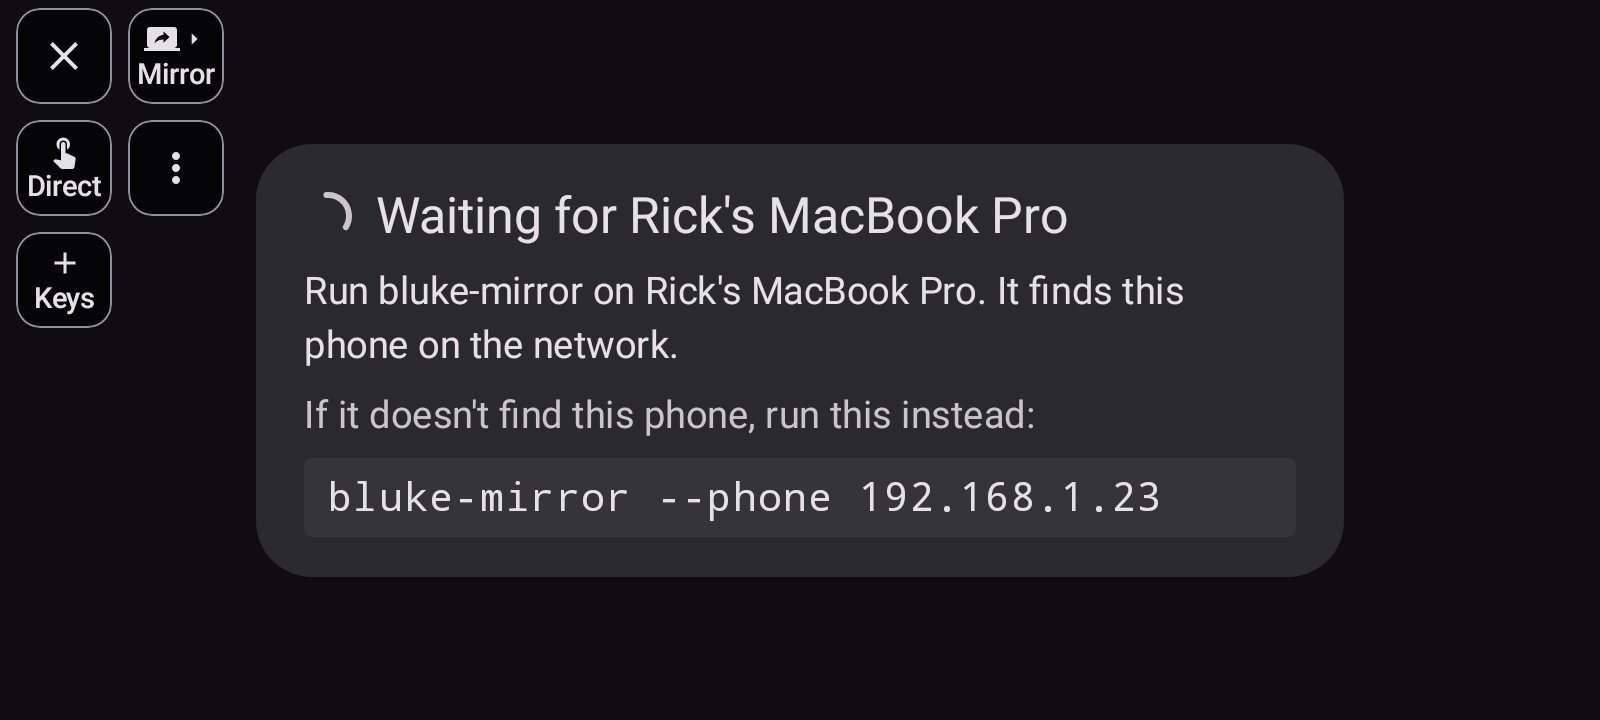 Mirror
Direct
Keys
Waiting for Rick's MacBook Pro
Run bluke-mirror on Rick's MacBook Pro. It finds this
phone on the network.
If it doesn't find this phone, run this instead:
bluke-mirror --phone 192.168.1.23